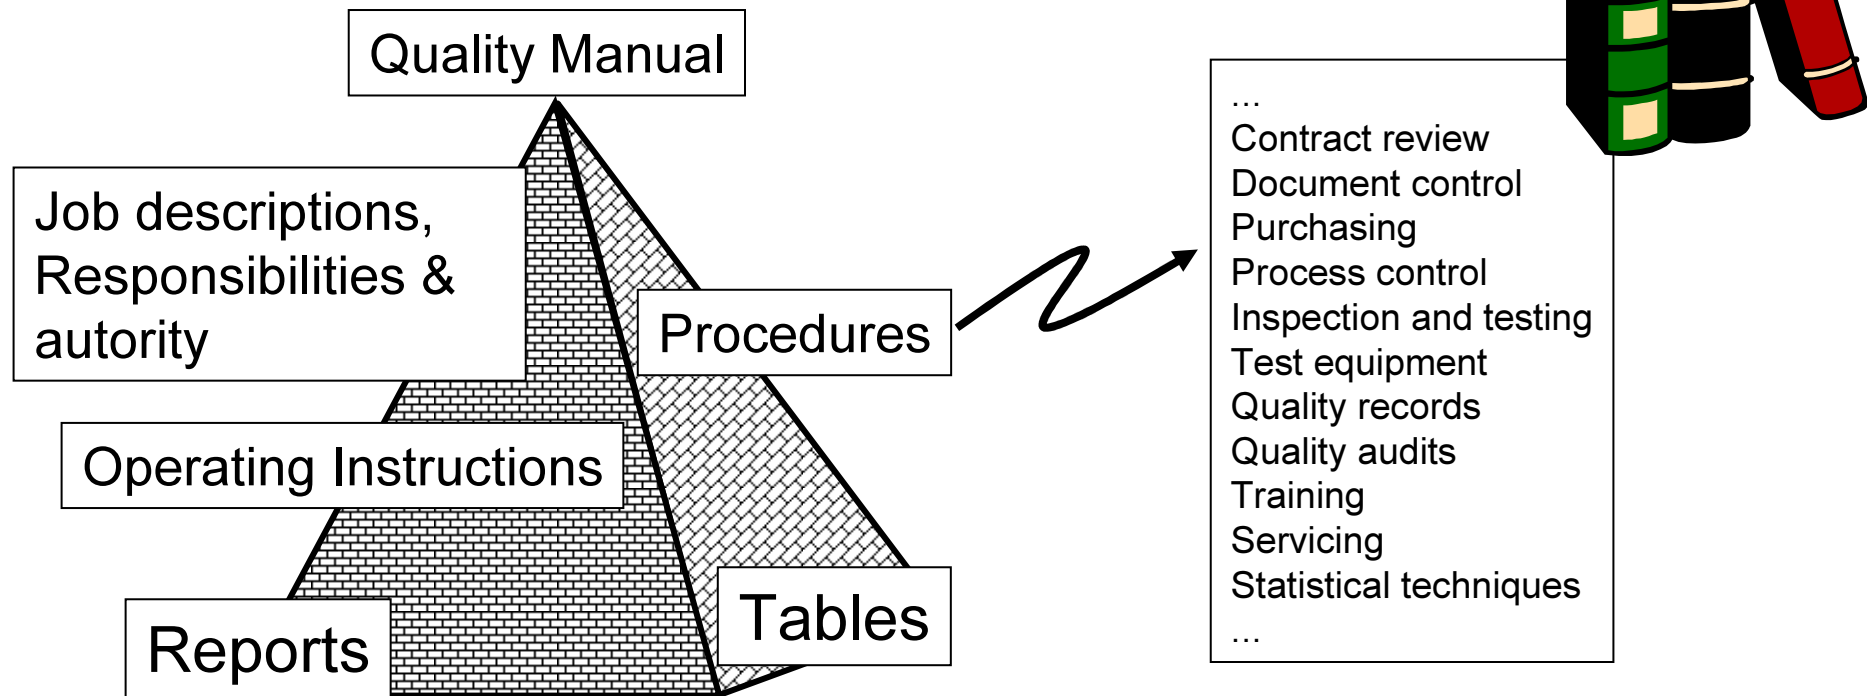 Quality Manual
Job descriptions,
Responsibilities &
autority
Procedures
Operating Instructions
Reports
Tables
…
Contract review
Document control
Purchasing
Process control
Inspection and testing
Test equipment
Quality records
Quality audits
Training
Servicing
Statistical techniques
…